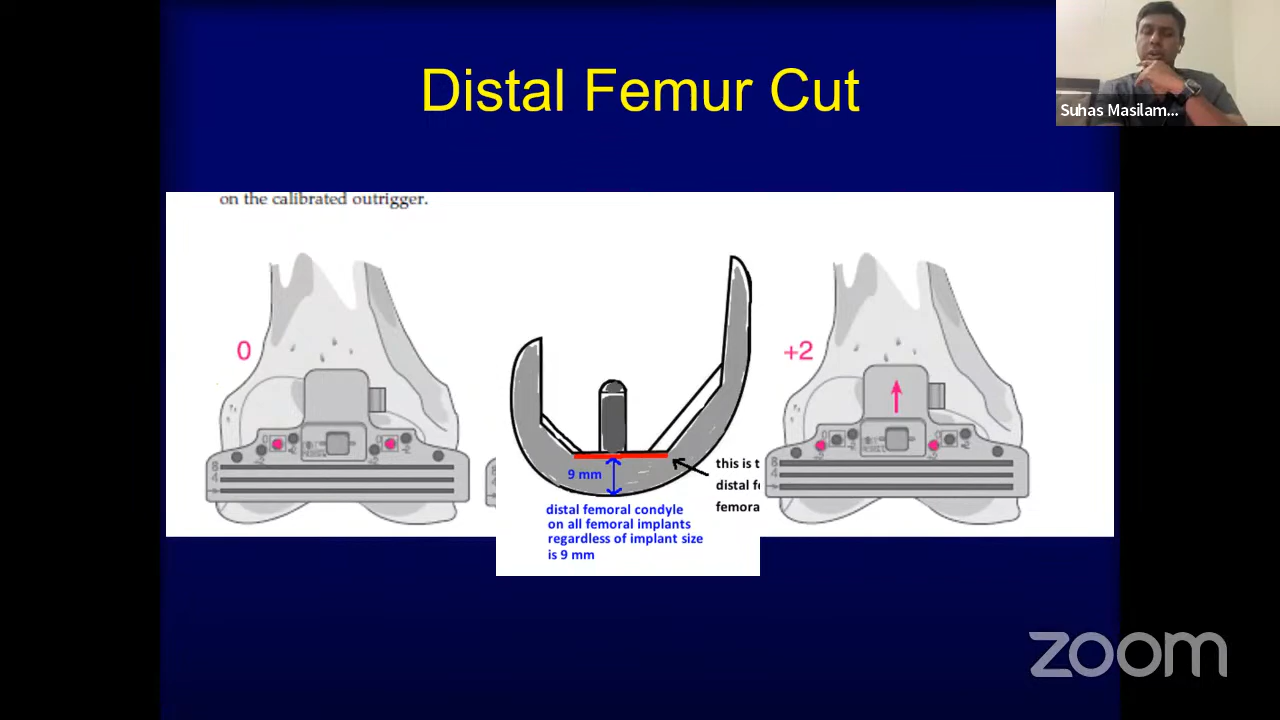 Distal Femur Cut
Suhas Masilam...
on the calibrated outrigger.
0
+2
9 mm
this is t
distal f
femora
distal femoral condyle
on all femoral implants
regardless of implant size
is 9 mm
zoom